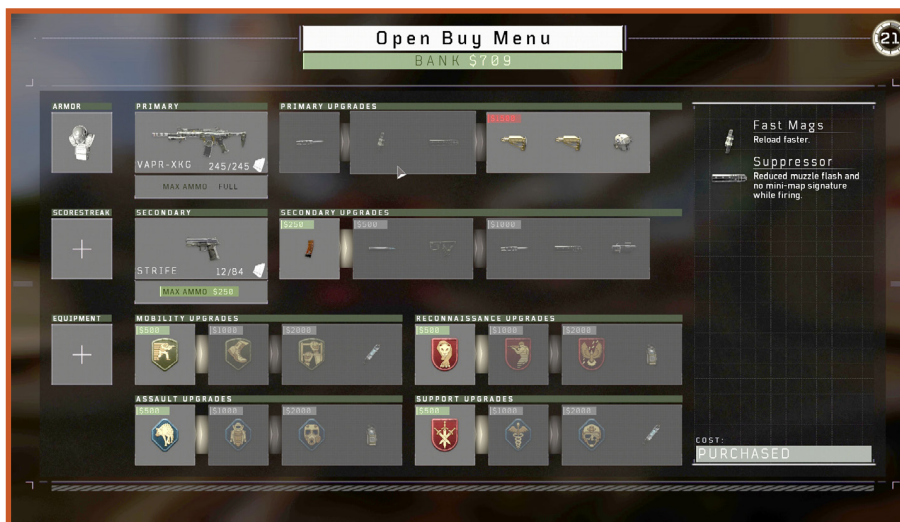 Open Buy Menu
BANK $709
21
ARMOR
PRIMARY
PRIMARY UPGRADES
$1500
VAPR-XKG 245/245
MAX AMMO FULL
Fast Mags
Reload faster.
Suppressor
Reduced muzzle flash and
no mini-map signature
while firing.
SCORESTREAK
SECONDARY
SECONDARY UPGRADES
$250 $500 $1000
STRIFE 12/84
MAX AMMO $250
EQUIPMENT
MOBILITY UPGRADES
RECONNAISSANCE UPGRADES
$500 $1000 $2000
$500 $1000 $2000
ASSAULT UPGRADES
SUPPORT UPGRADES
$500 $1000 $2000
$500 $1000 $2000
COST:
PURCHASED